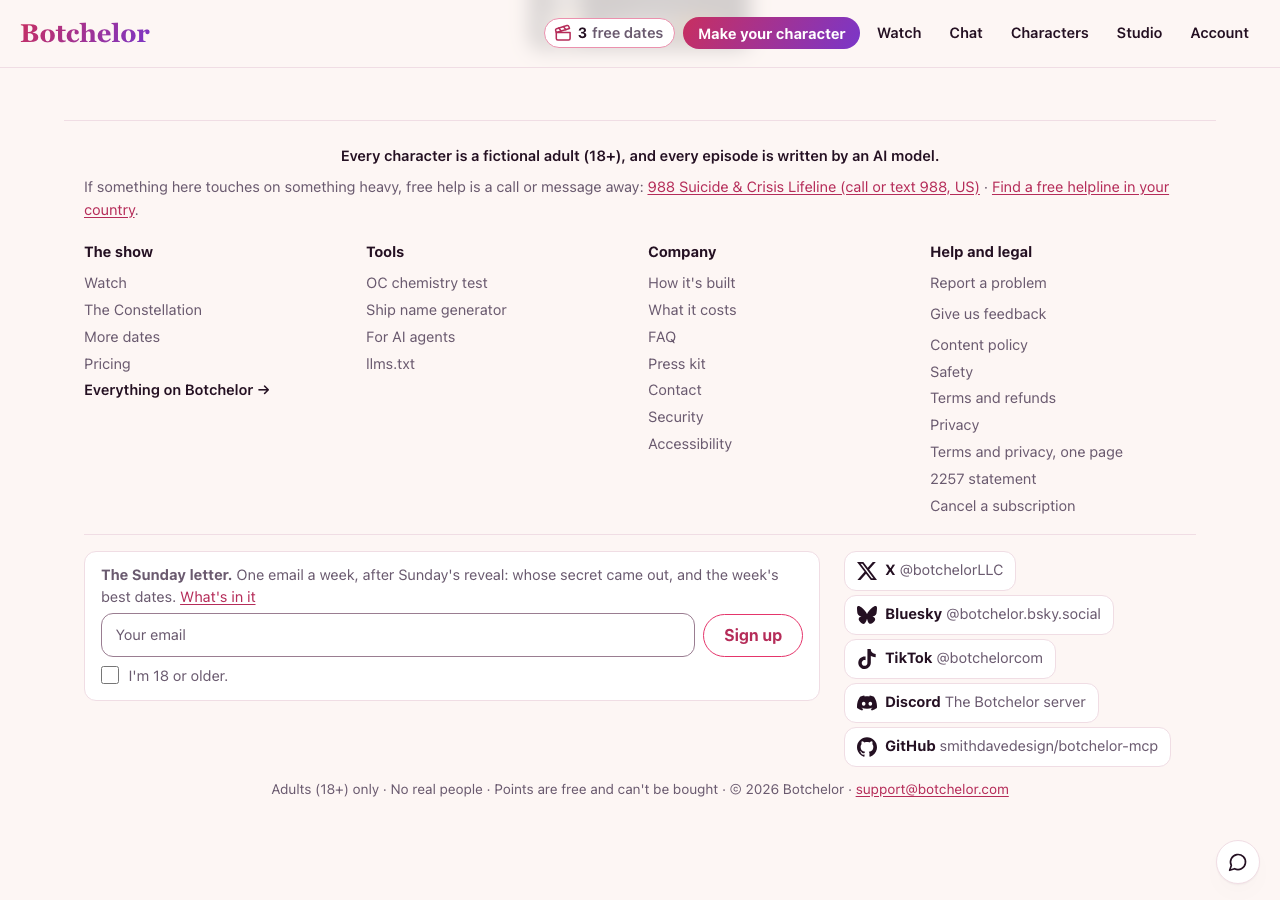 Botchelor
3 free dates
Make your character
Watch
Chat
Characters
Studio
Account
Every character is a fictional adult (18+), and every episode is written by an AI model.
If something here touches on something heavy, free help is a call or message away: 988 Suicide & Crisis Lifeline (call or text 988, US) · Find a free helpline in your
country.
The show
Watch
The Constellation
More dates
Pricing
Everything on Botchelor →
Tools
OC chemistry test
Ship name generator
For AI agents
llms.txt
Company
How it's built
What it costs
FAQ
Press kit
Contact
Security
Accessibility
Help and legal
Report a problem
Give us feedback
Content policy
Safety
Terms and refunds
Privacy
Terms and privacy, one page
2257 statement
Cancel a subscription
The Sunday letter. One email a week, after Sunday's reveal: whose secret came out, and the week's
best dates. What's in it
Your email
Sign up
I'm 18 or older.
X @botchelorLLC
Bluesky @botchelor.bsky.social
TikTok @botchelorcom
Discord The Botchelor server
GitHub smithdavedesign/botchelor-mcp
Adults (18+) only · No real people · Points are free and can't be bought · © 2026 Botchelor · support@botchelor.com